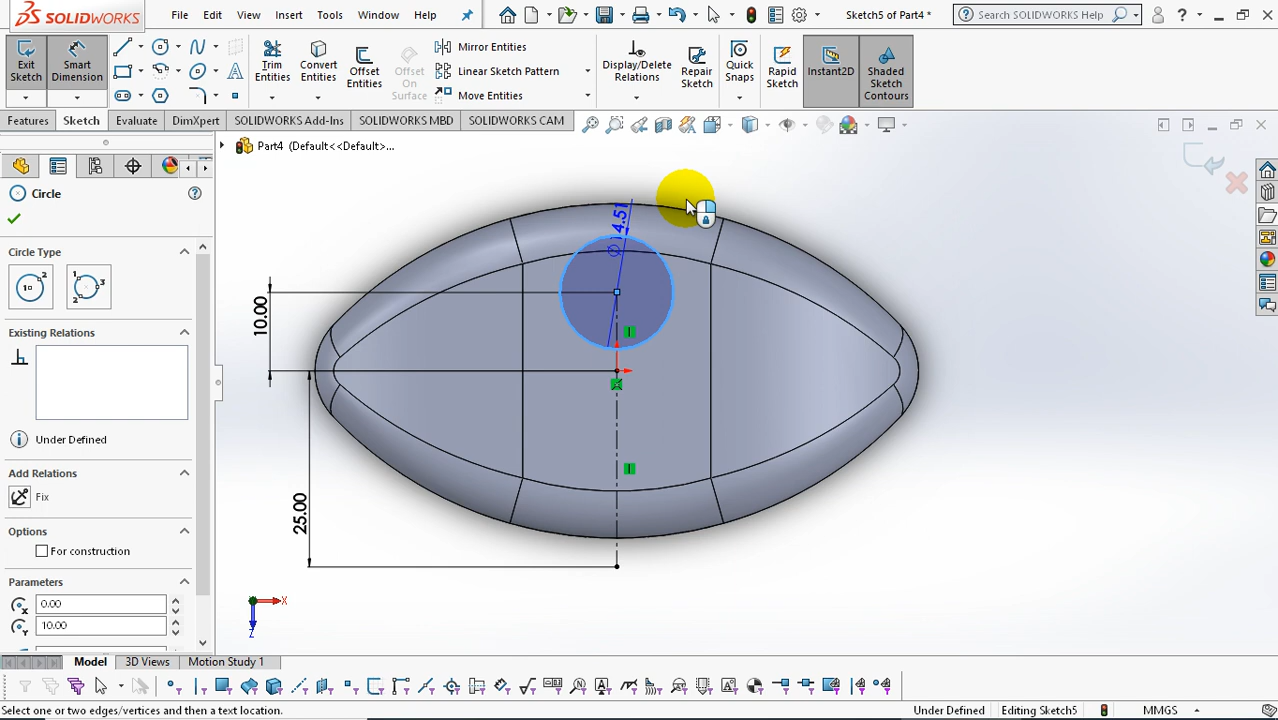 SOLIDWORKS
File Edit View Insert Tools Window Help
Sketch5 of Part4 *
Search SOLIDWORKS Help
Exit Sketch
Smart Dimension
Trim Entities
Convert Entities
Offset Entities
Offset On Surface
Mirror Entities
Linear Sketch Pattern
Move Entities
Display/Delete Relations
Repair Sketch
Quick Snaps
Rapid Sketch
Instant2D
Shaded Sketch Contours
Features Sketch Evaluate DimXpert SOLIDWORKS Add-Ins SOLIDWORKS MBD SOLIDWORKS CAM
Part4 (Default<<Default>...
Circle
Circle Type
Existing Relations
Under Defined
Add Relations
Fix
Options
For construction
Parameters
0.00
10.00
10.00
25.00
X
Z
Model 3D Views Motion Study 1
Select one or two edges/vertices and then a text location.
Under Defined Editing Sketch5 MMGS